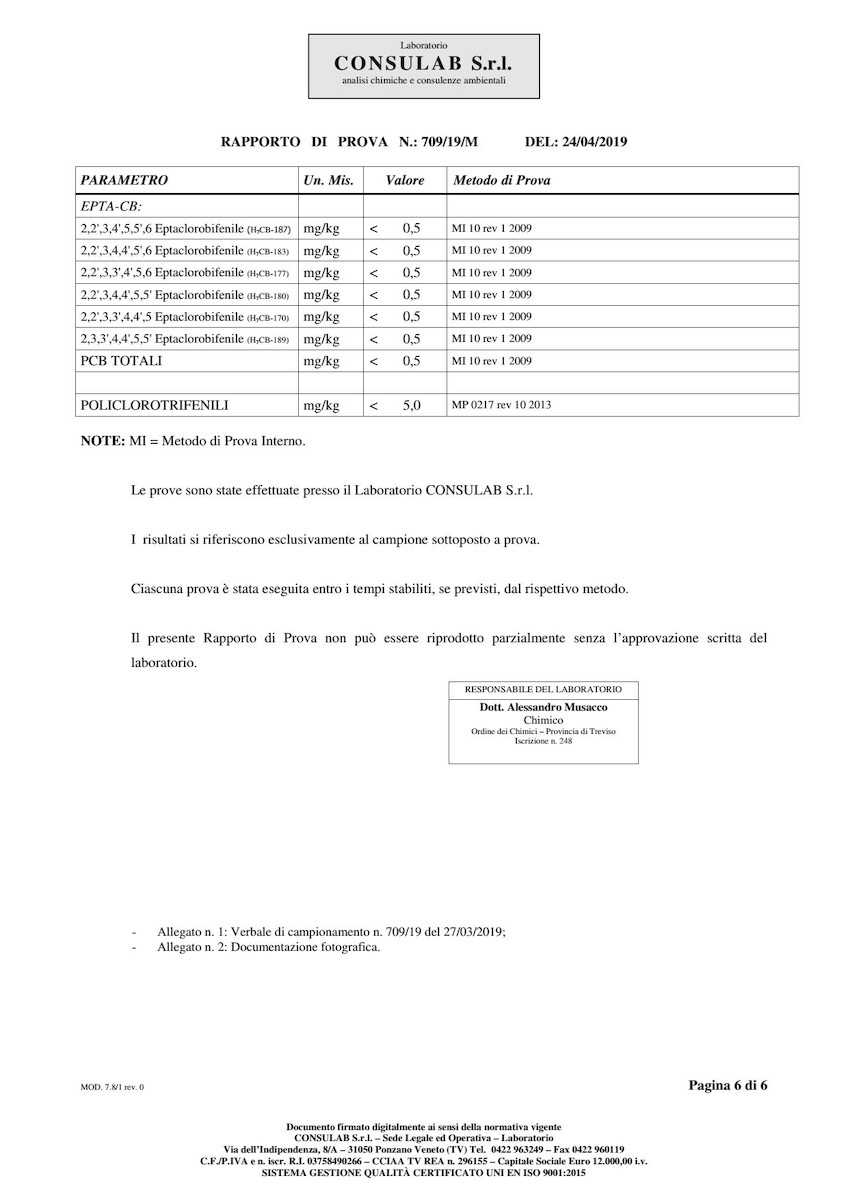 Laboratorio
CONSULAB S.r.l.
analisi chimiche e consulenze ambientali
RAPPORTO DI PROVA N.: 709/19/M DEL: 24/04/2019
PARAMETRO Un. Mis. Valore Metodo di Prova
EPTA-CB:
2,2',3,4',5,5',6 Eptaclorobifenile (H₇CB-187) mg/kg < 0,5 MI 10 rev 1 2009
2,2',3,4,4',5',6 Eptaclorobifenile (H₇CB-183) mg/kg < 0,5 MI 10 rev 1 2009
2,2',3,3',4',5,6 Eptaclorobifenile (H₇CB-177) mg/kg < 0,5 MI 10 rev 1 2009
2,2',3,4,4',5,5' Eptaclorobifenile (H₇CB-180) mg/kg < 0,5 MI 10 rev 1 2009
2,2',3,3',4,4',5 Eptaclorobifenile (H₇CB-170) mg/kg < 0,5 MI 10 rev 1 2009
2,3,3',4,4',5,5' Eptaclorobifenile (H₇CB-189) mg/kg < 0,5 MI 10 rev 1 2009
PCB TOTALI mg/kg < 0,5 MI 10 rev 1 2009
POLICLOROTRIFENILI mg/kg < 5,0 MP 0217 rev 10 2013
NOTE: MI = Metodo di Prova Interno.
Le prove sono state effettuate presso il Laboratorio CONSULAB S.r.l.
I risultati si riferiscono esclusivamente al campione sottoposto a prova.
Ciascuna prova è stata eseguita entro i tempi stabiliti, se previsti, dal rispettivo metodo.
Il presente Rapporto di Prova non può essere riprodotto parzialmente senza l’approvazione scritta del
laboratorio.
RESPONSABILE DEL LABORATORIO
Dott. Alessandro Musacco
Chimico
Ordine dei Chimici – Provincia di Treviso
Iscrizione n. 248
- Allegato n. 1: Verbale di campionamento n. 709/19 del 27/03/2019;
- Allegato n. 2: Documentazione fotografica.
MOD. 7.8/1 rev. 0 Pagina 6 di 6
Documento firmato digitalmente ai sensi della normativa vigente
CONSULAB S.r.l. – Sede Legale ed Operativa – Laboratorio
Via dell’Indipendenza, 8/A – 31050 Ponzano Veneto (TV) Tel. 0422 963249 – Fax 0422 960119
C.F./P.IVA e n. iscr. R.I. 03758490266 – CCIAA TV REA n. 296155 – Capitale Sociale Euro 12.000,00 i.v.
SISTEMA GESTIONE QUALITÀ CERTIFICATO UNI EN ISO 9001:2015